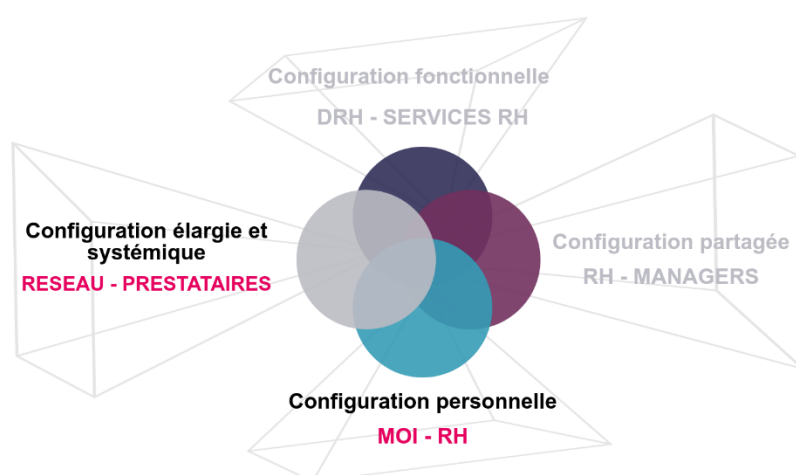 Configuration fonctionnelle
DRH - SERVICES RH
Configuration élargie et
systémique
RESEAU - PRESTATAIRES
Configuration partagée
RH - MANAGERS
Configuration personnelle
MOI - RH